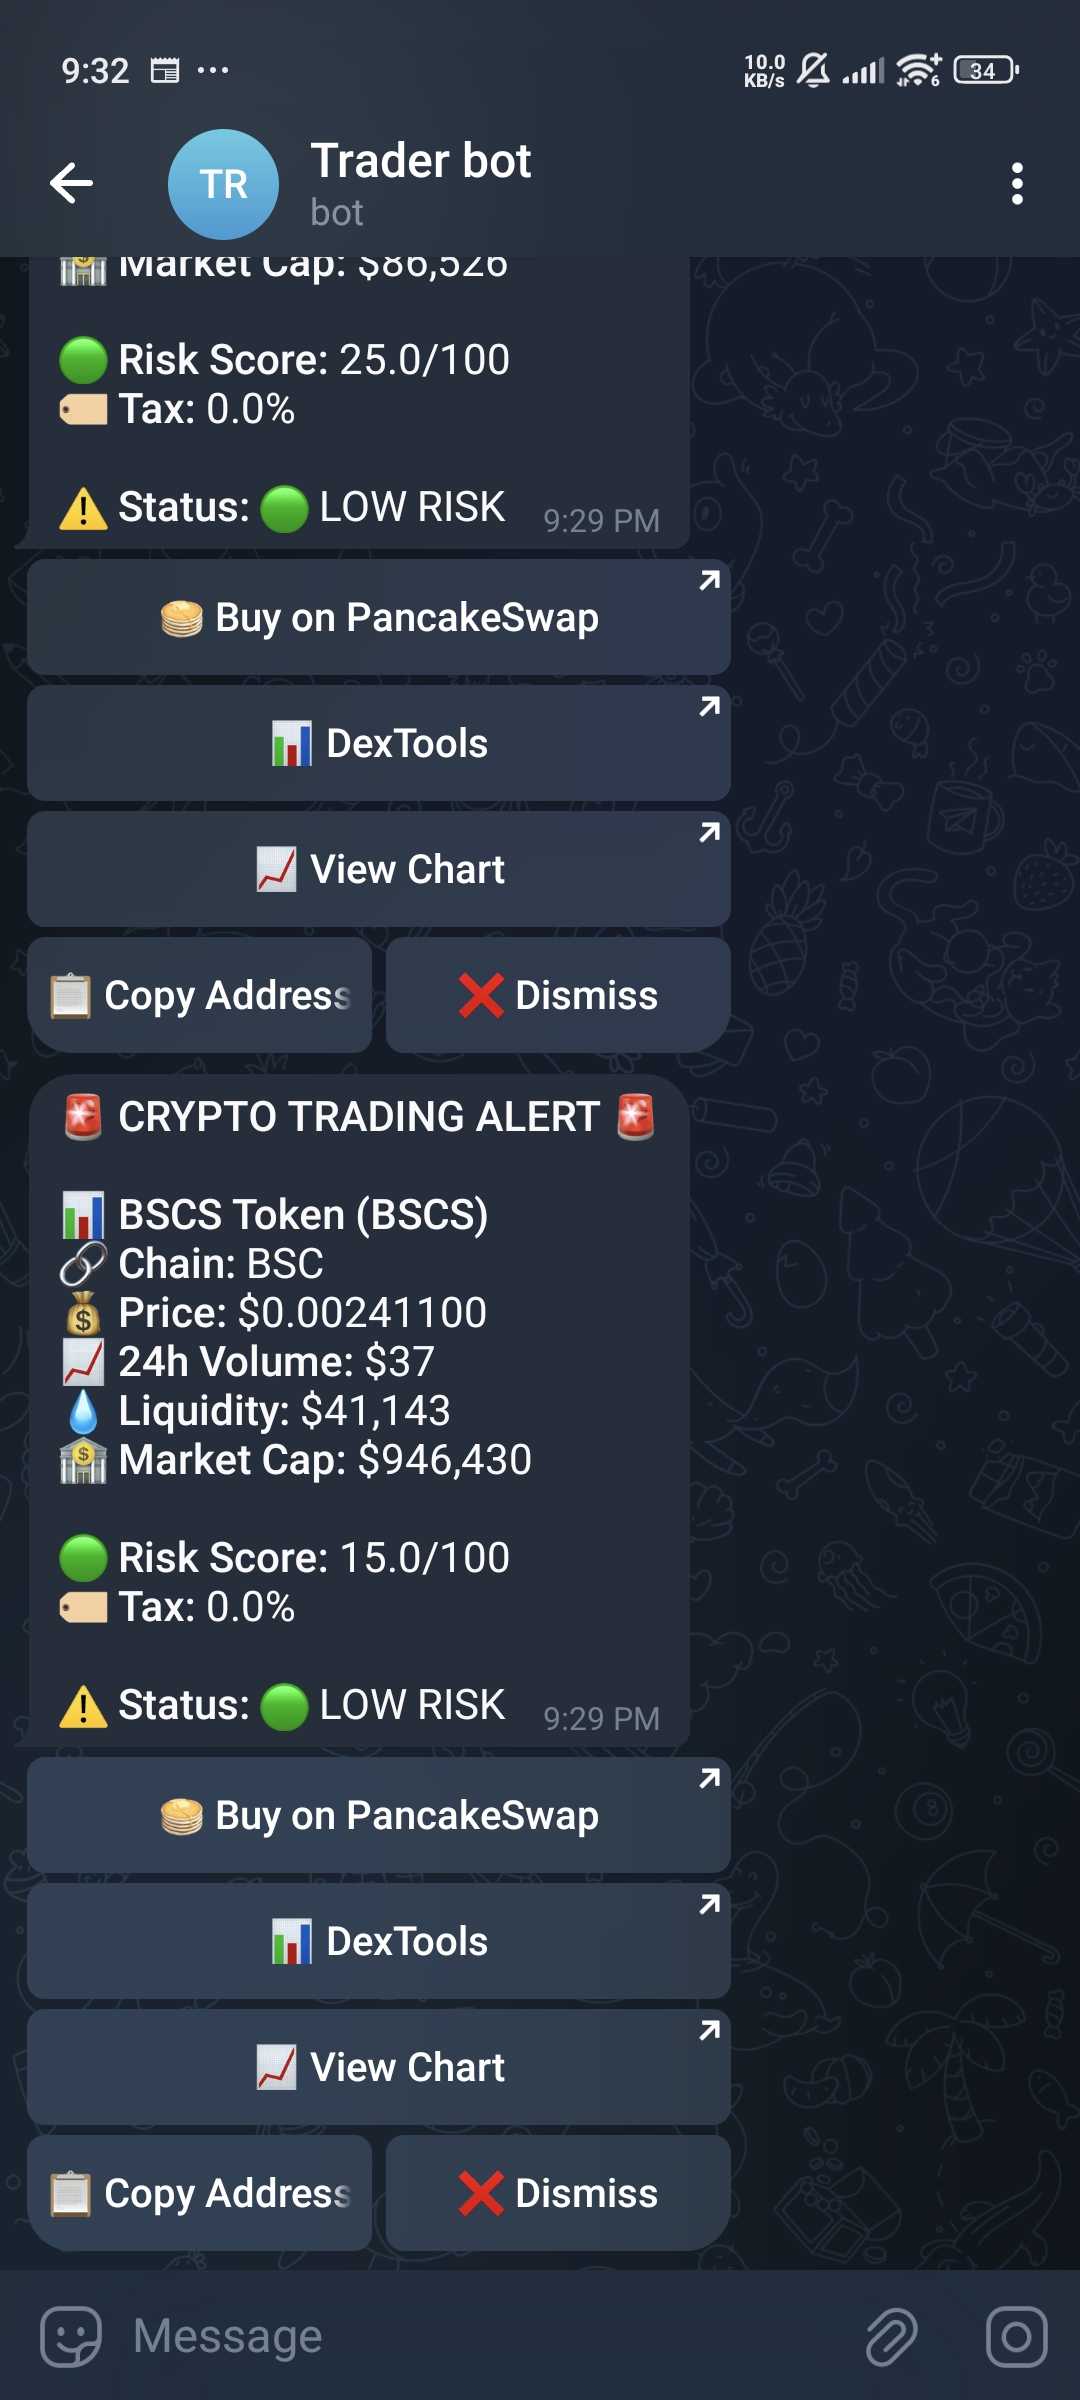 9:32
10.0
KB/s
6
34
TR
Trader bot
bot
Market Cap: $86,526
Risk Score: 25.0/100
Tax: 0.0%
Status: LOW RISK
9:29 PM
Buy on PancakeSwap
DexTools
View Chart
Copy Address
Dismiss
CRYPTO TRADING ALERT
BSCS Token (BSCS)
Chain: BSC
Price: $0.00241100
24h Volume: $37
Liquidity: $41,143
Market Cap: $946,430
Risk Score: 15.0/100
Tax: 0.0%
Status: LOW RISK
9:29 PM
Buy on PancakeSwap
DexTools
View Chart
Copy Address
Dismiss
Message